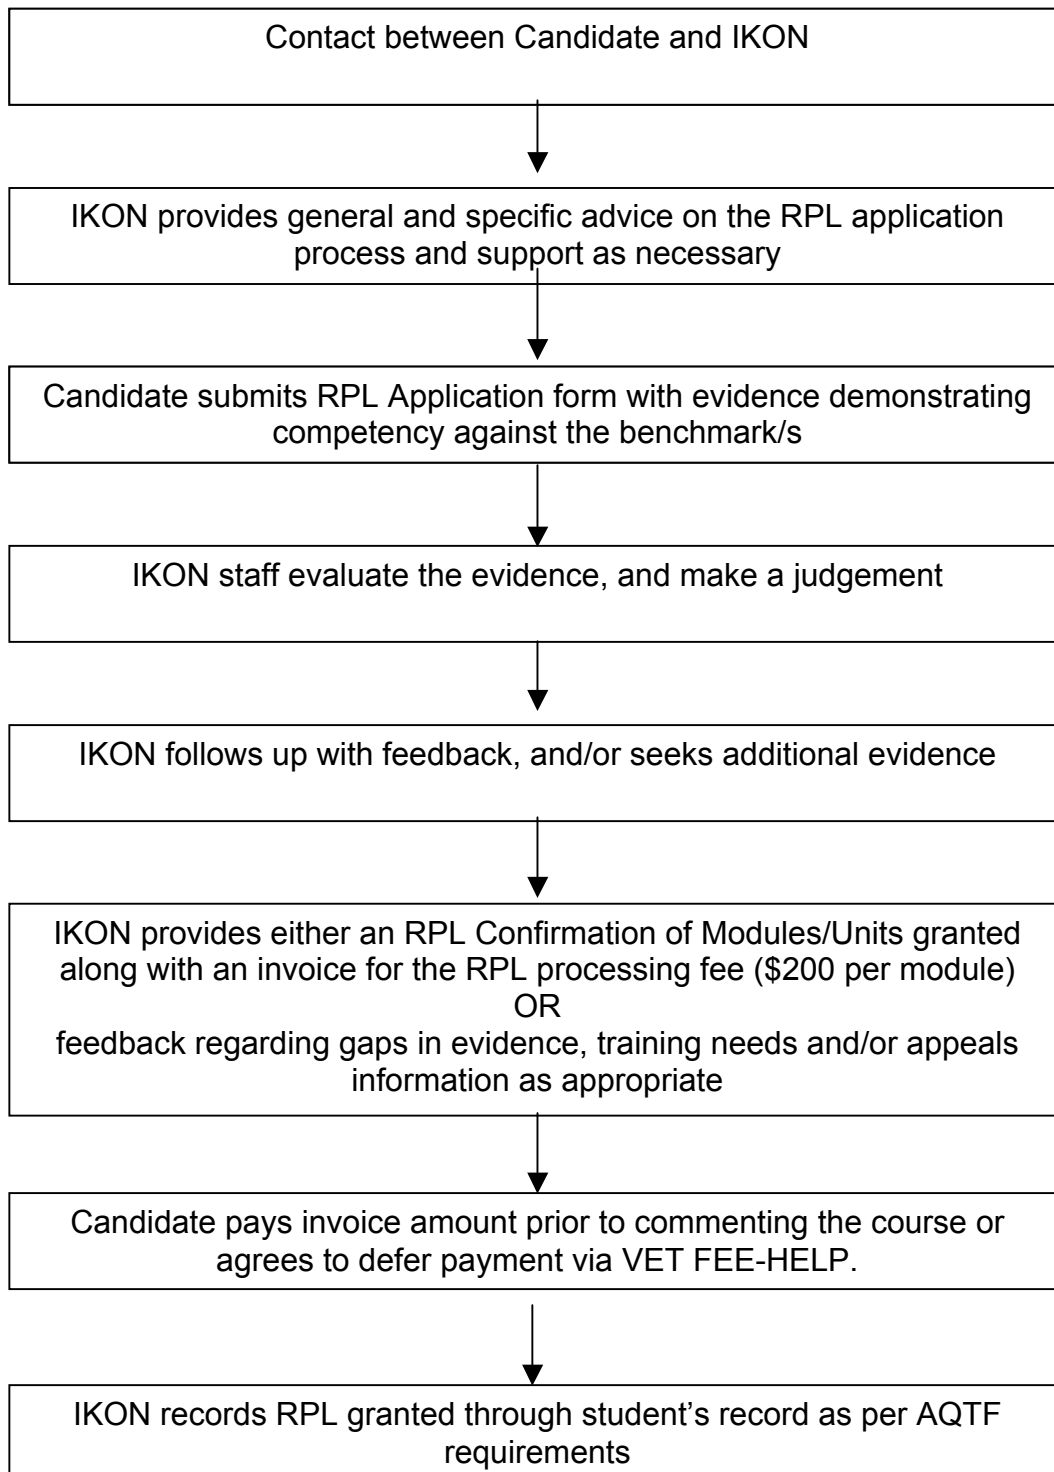 Contact between Candidate and IKON
IKON provides general and specific advice on the RPL application
process and support as necessary
Candidate submits RPL Application form with evidence demonstrating
competency against the benchmark/s
IKON staff evaluate the evidence, and make a judgement
IKON follows up with feedback, and/or seeks additional evidence
IKON provides either an RPL Confirmation of Modules/Units granted
along with an invoice for the RPL processing fee ($200 per module)
OR
feedback regarding gaps in evidence, training needs and/or appeals
information as appropriate
Candidate pays invoice amount prior to commenting the course or
agrees to defer payment via VET FEE-HELP.
IKON records RPL granted through student’s record as per AQTF
requirements